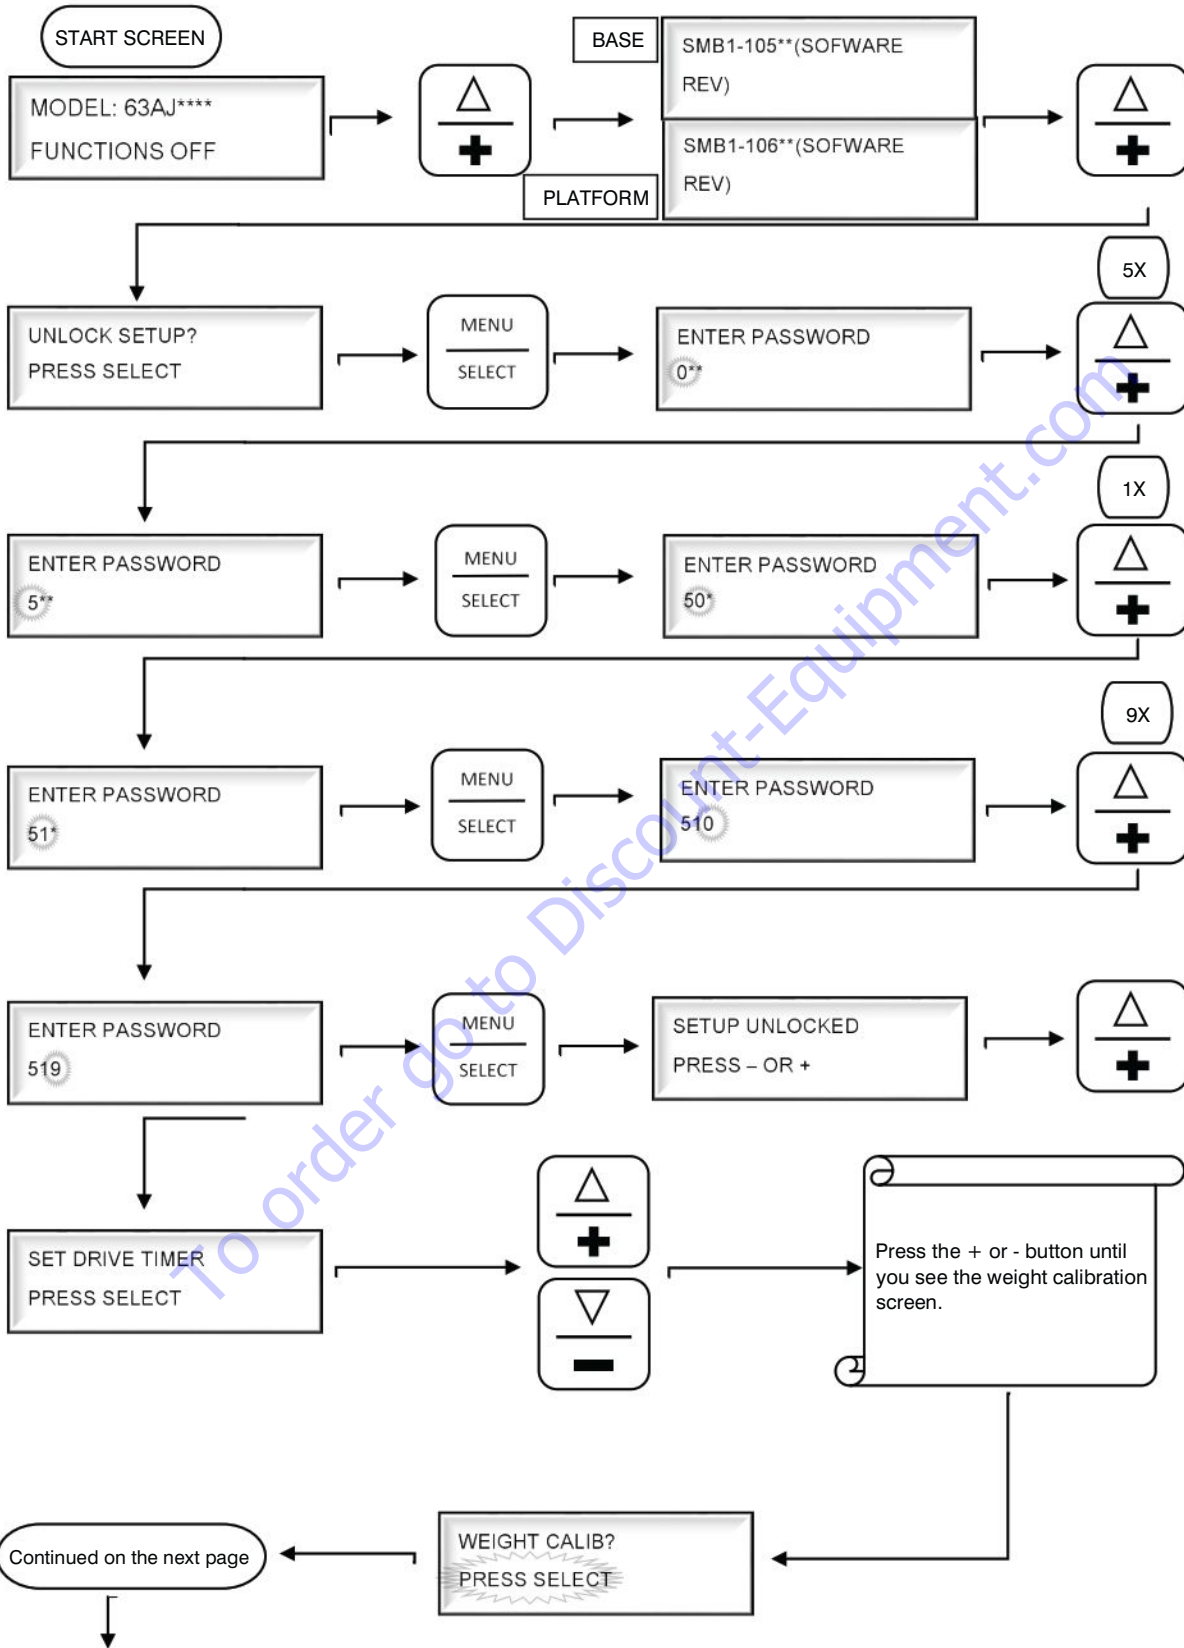 START SCREEN
MODEL: 63AJ****
FUNCTIONS OFF
BASE
SMB1-105**(SOFWARE
REV)
PLATFORM
SMB1-106**(SOFWARE
REV)
UNLOCK SETUP?
PRESS SELECT
MENU
SELECT
ENTER PASSWORD
0**
5X
ENTER PASSWORD
5**
MENU
SELECT
ENTER PASSWORD
50*
1X
ENTER PASSWORD
51*
MENU
SELECT
ENTER PASSWORD
510
9X
ENTER PASSWORD
519
MENU
SELECT
SETUP UNLOCKED
PRESS – OR +
SET DRIVE TIMER
PRESS SELECT
Press the + or - button until
you see the weight calibration
screen.
WEIGHT CALIB?
PRESS SELECT
Continued on the next page
To order go to Discount-Equipment.com